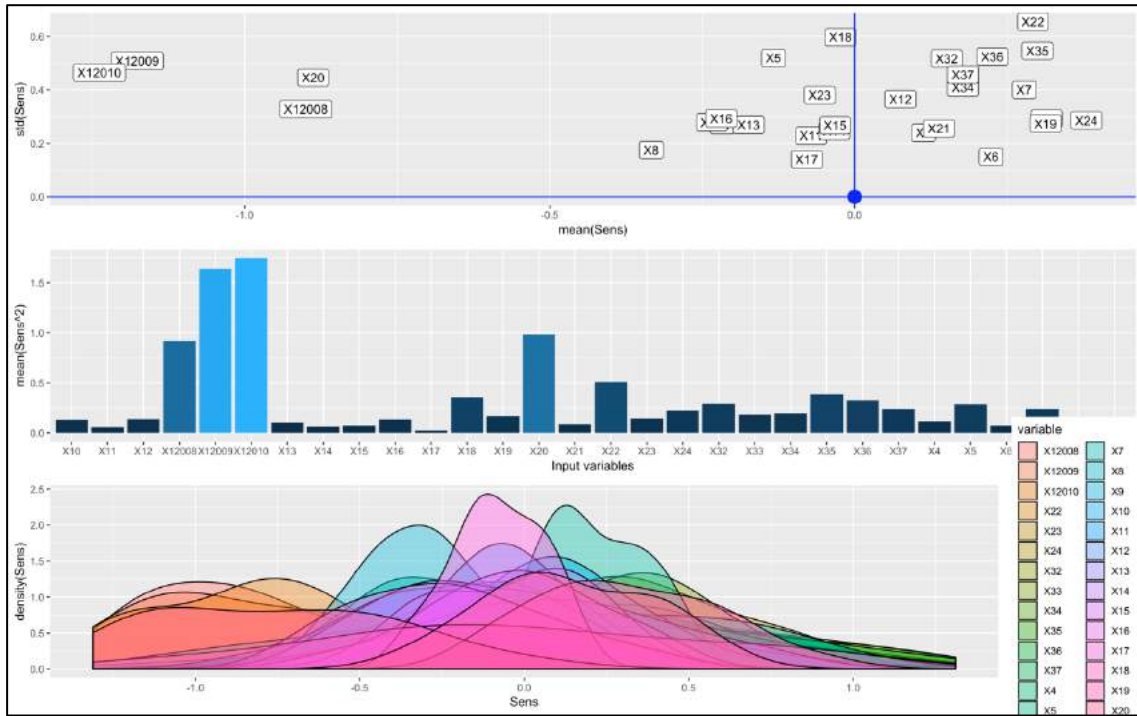 0.6
0.4
0.2
0.0
std(Sens)
X12010
X12009
X20
X12008
X8
X16
X13
X5
X18
X23
X15
X11
X17
X12
X21
X32
X37
X34
X36
X6
X22
X35
X7
X19
X24
-1.0 -0.5 0.0
mean(Sens)
1.5
1.0
0.5
0.0
mean(Sens^2)
X10 X11 X12 X12008 X12009 X12010 X13 X14 X15 X16 X17 X18 X19 X20 X21 X22 X23 X24 X32 X33 X34 X35 X36 X37 X4 X5 X6
Input variables
2.5
2.0
1.5
1.0
0.5
0.0
density(Sens)
-1.0 -0.5 0.0 0.5 1.0
Sens
variable
X12008 X7
X12009 X8
X12010 X9
X22 X10
X23 X11
X24 X12
X32 X13
X33 X14
X34 X15
X35 X16
X36 X17
X37 X18
X4 X19
X5 X20